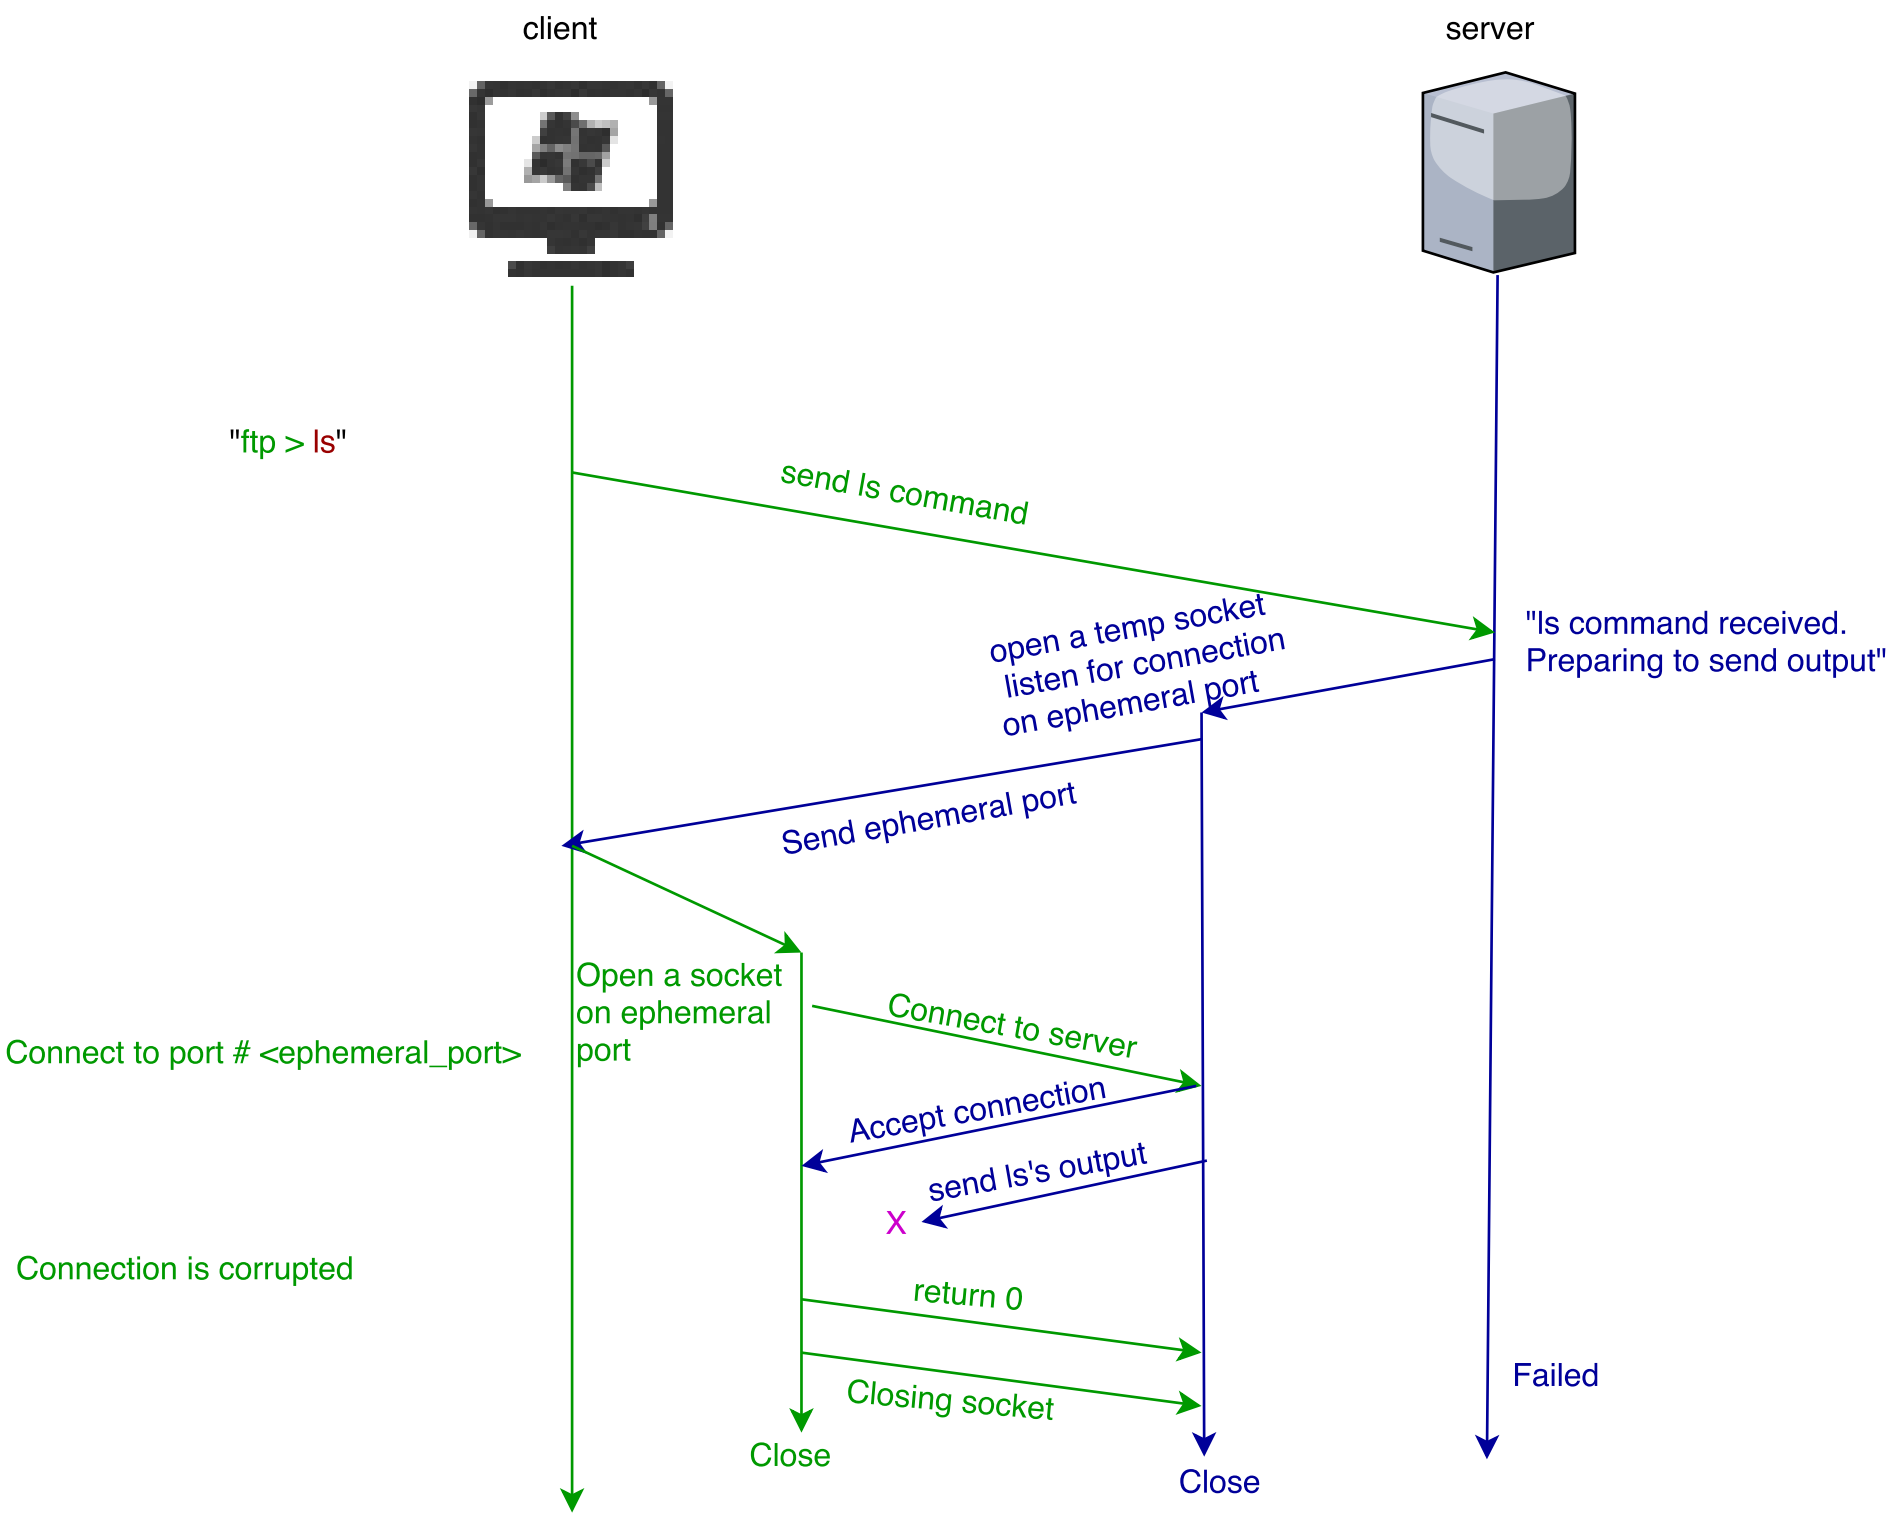 client
server
"ftp > ls"
send ls command
"ls command received.
Preparing to send output"
open a temp socket
listen for connection
on ephemeral port
Send ephemeral port
Open a socket
on ephemeral
port
Connect to port # <ephemeral_port>
Connect to server
Accept connection
send ls's output
X
Connection is corrupted
return 0
Closing socket
Failed
Close
Close